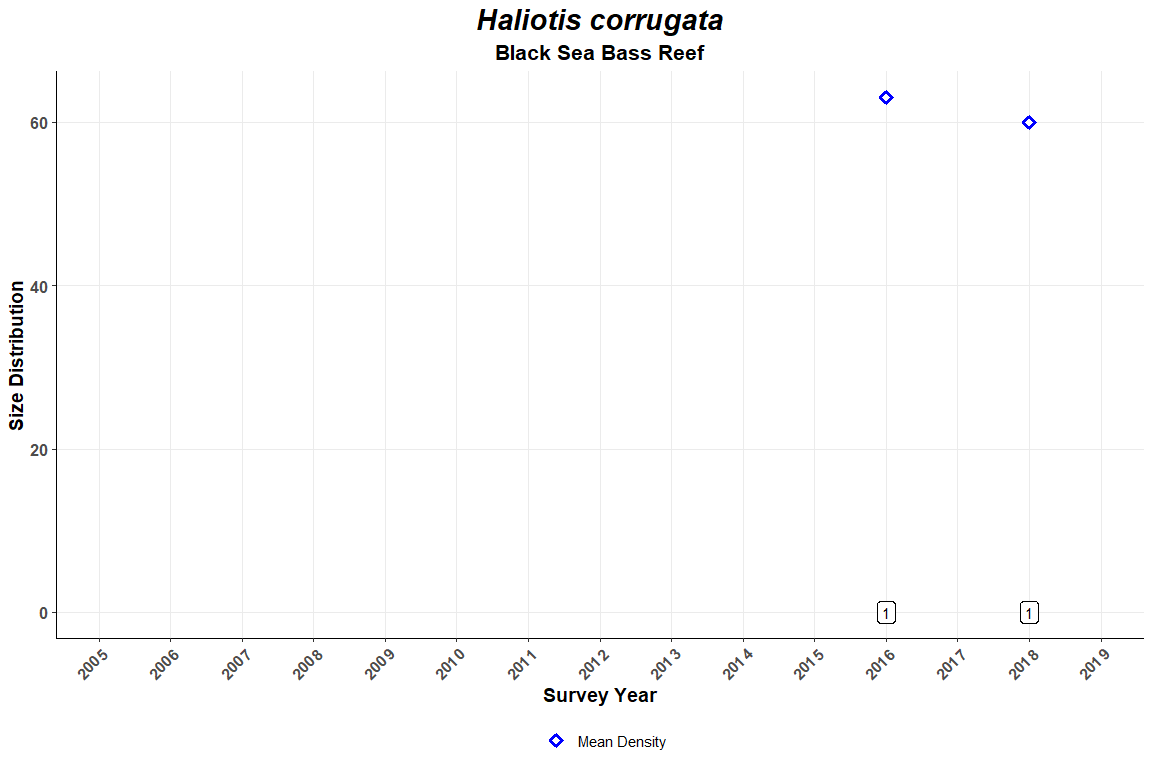 Haliotis corrugata
Black Sea Bass Reef
Size Distribution
60
40
20
0
1 1
2005 2006 2007 2008 2009 2010 2011 2012 2013 2014 2015 2016 2017 2018 2019
Survey Year
Mean Density